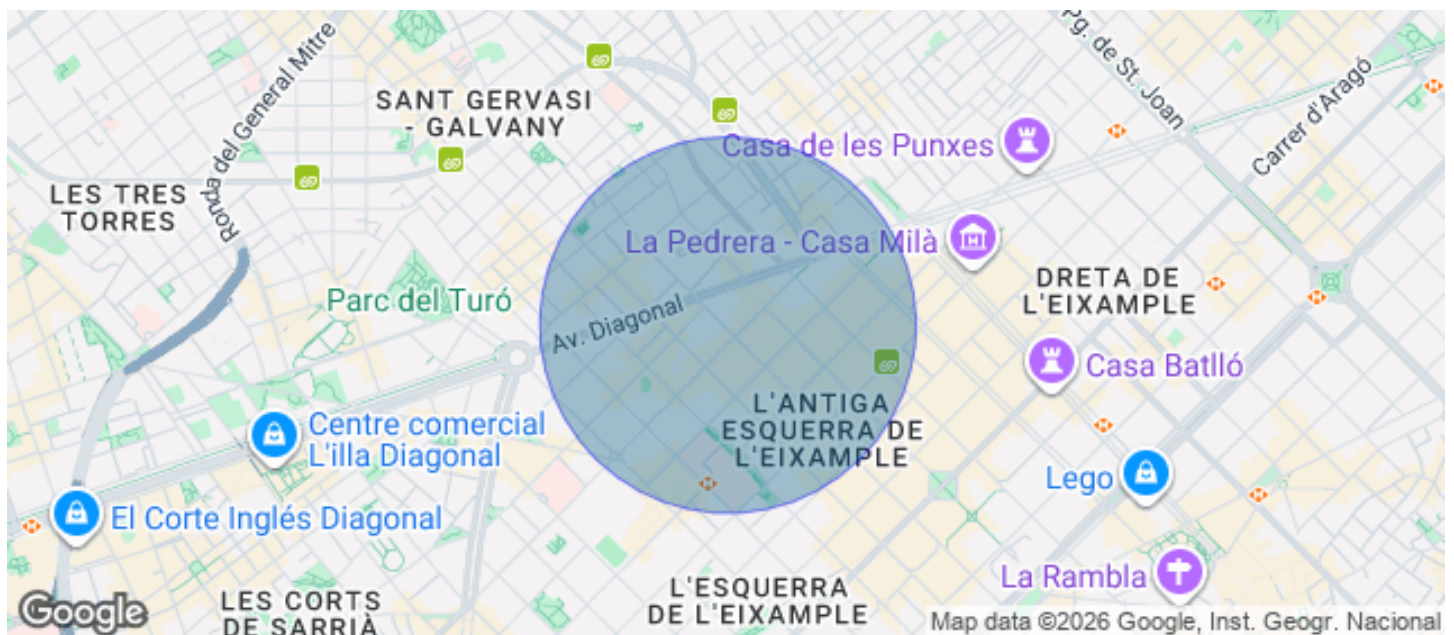 Ronda del General Mitre
SANT GERVASI
- GALVANY
Pg. de St. Joan
Carrer d'Aragó
Casa de les Punxes
LES TRES
TORRES
La Pedrera - Casa Milà
DRETA DE
L'EIXAMPLE
Parc del Turó
Av. Diagonal
Casa Batlló
L'ANTIGA
ESQUERRA DE
L'EIXAMPLE
Centre comercial
L'illa Diagonal
Lego
El Corte Inglés Diagonal
La Rambla
L'ESQUERRA
DE L'EIXAMPLE
LES CORTS
DE SARRIÀ
Google
Map data ©2026 Google, Inst. Geogr. Nacional